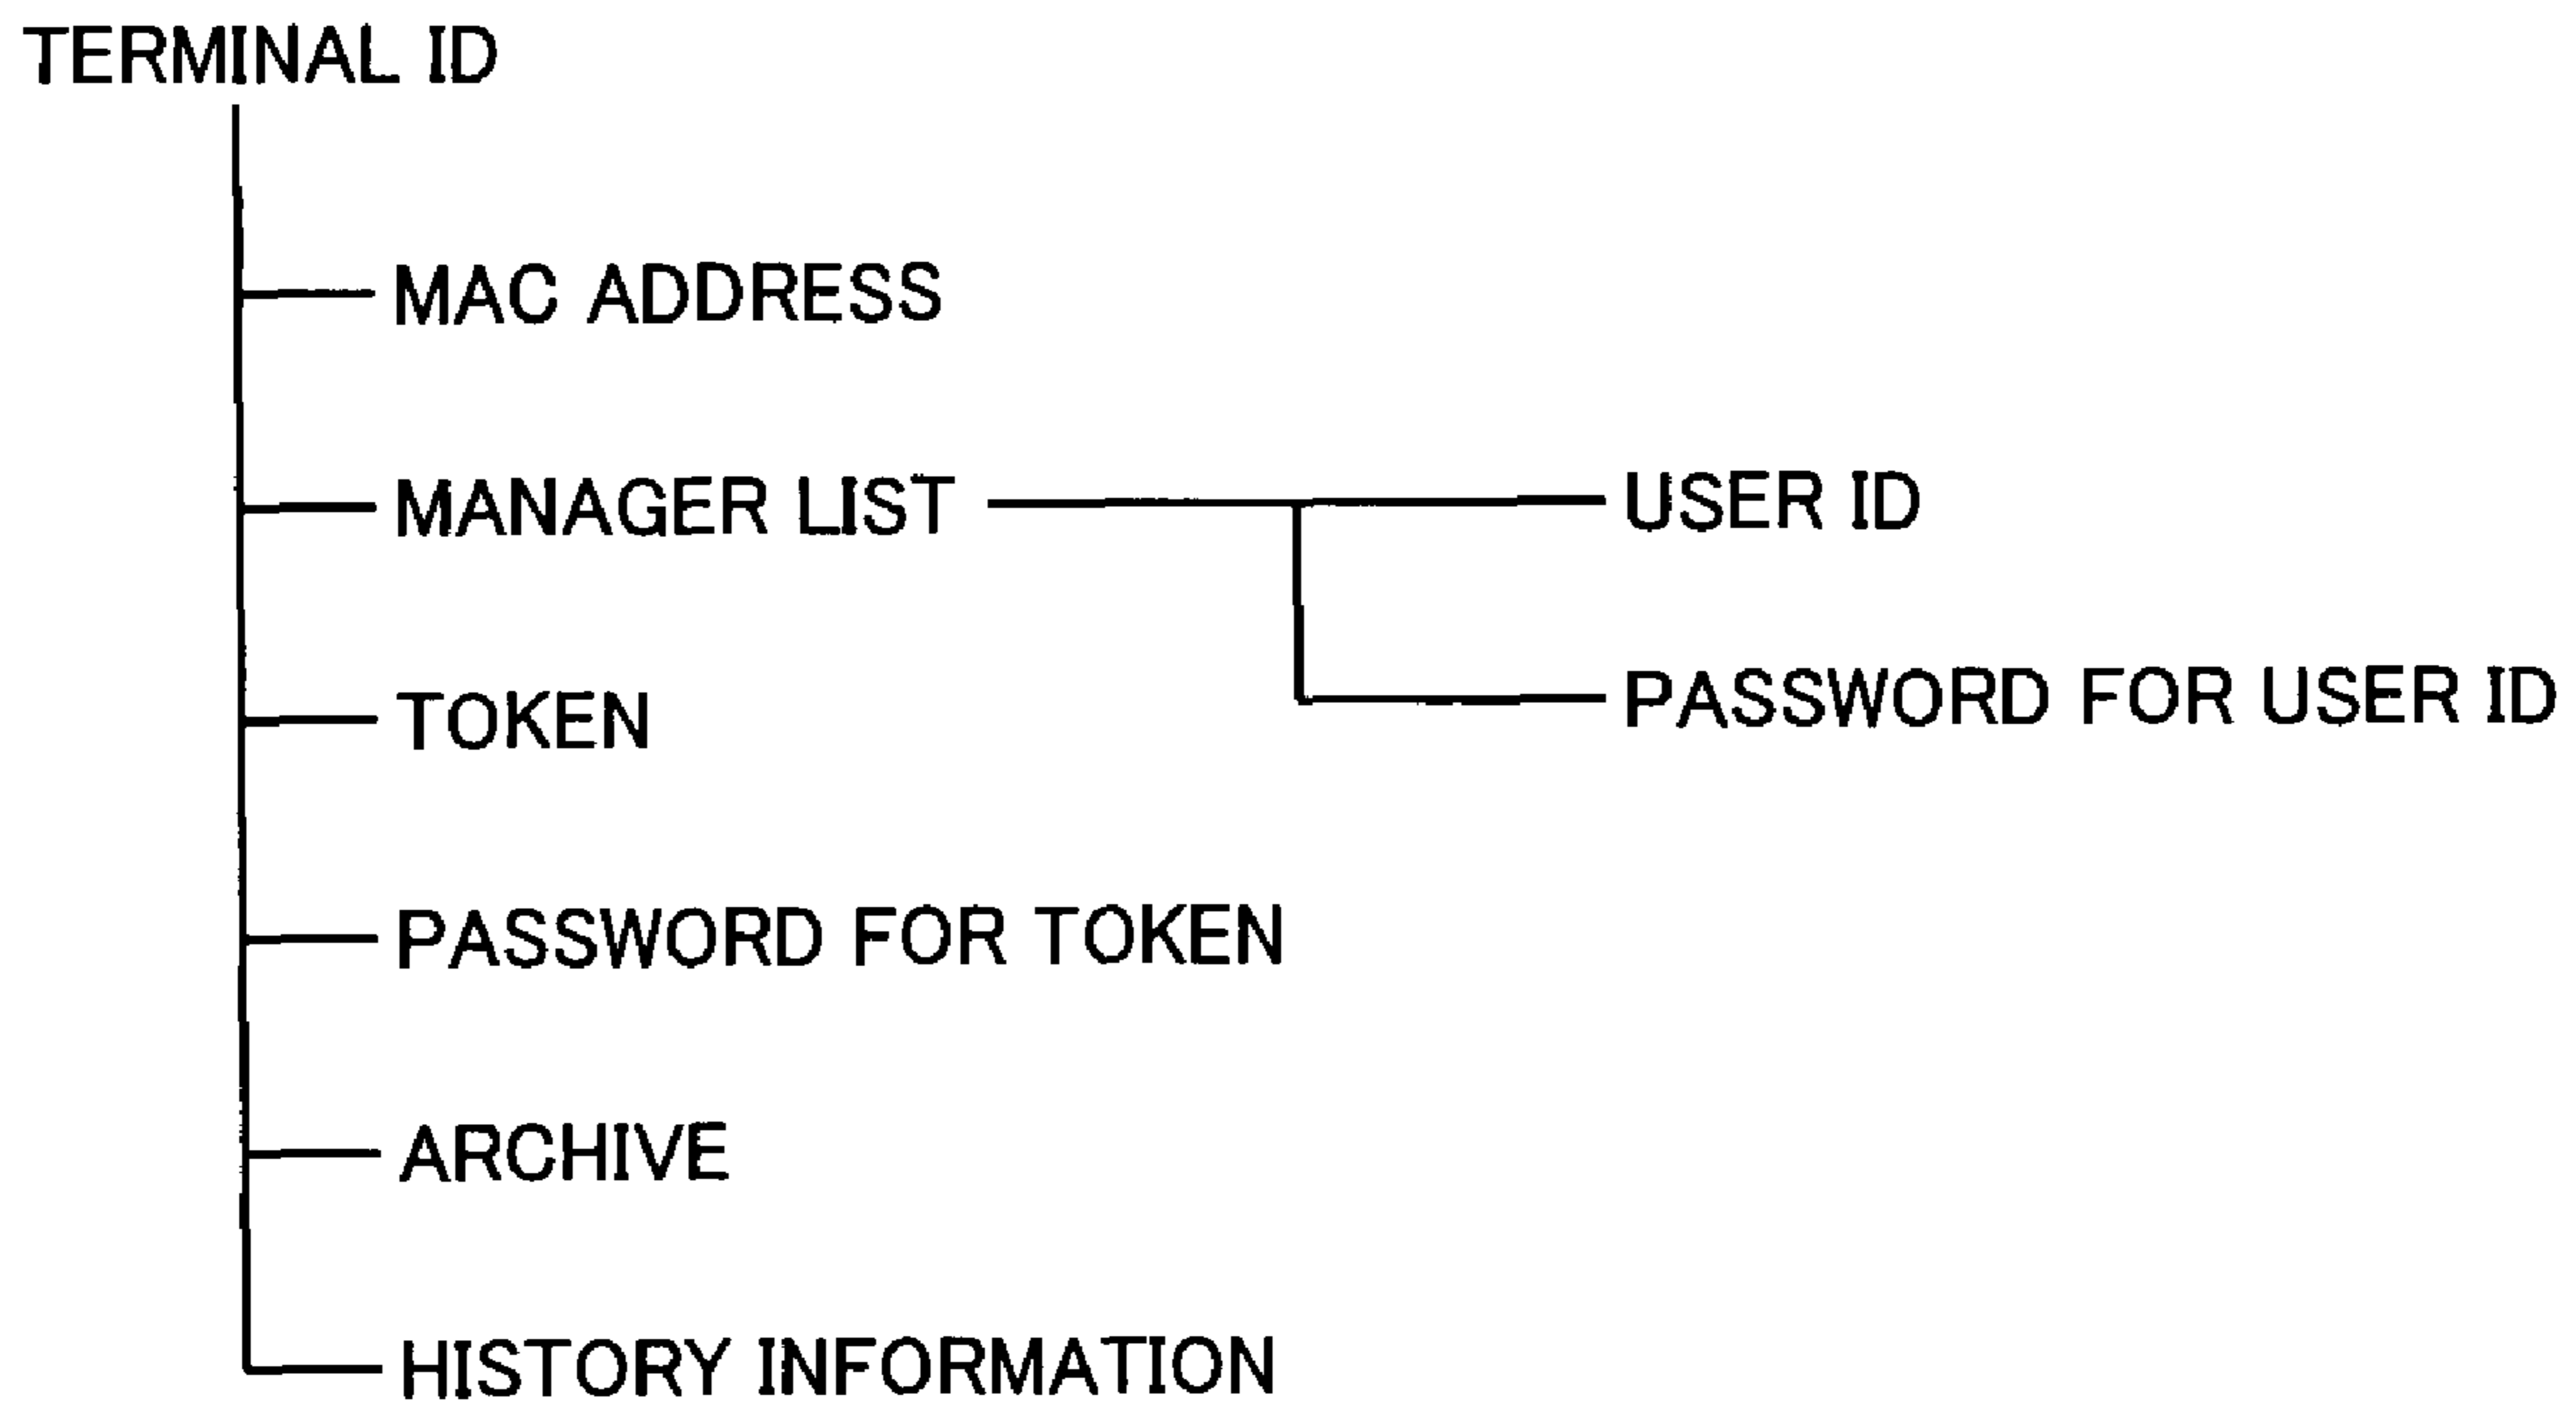 TERMINAL ID
MAC ADDRESS
MANAGER LIST
USER ID
PASSWORD FOR USER ID
TOKEN
PASSWORD FOR TOKEN
ARCHIVE
HISTORY INFORMATION